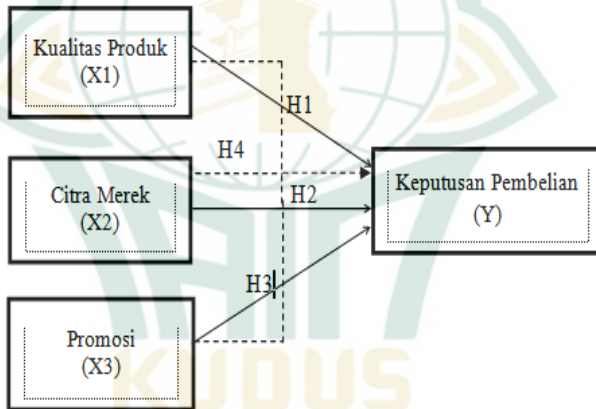 Kualitas Produk
(X1)
H1
H4
Citra Merek
(X2)
H2
Keputusan Pembelian
(Y)
H3
Promosi
(X3)
KUDUS